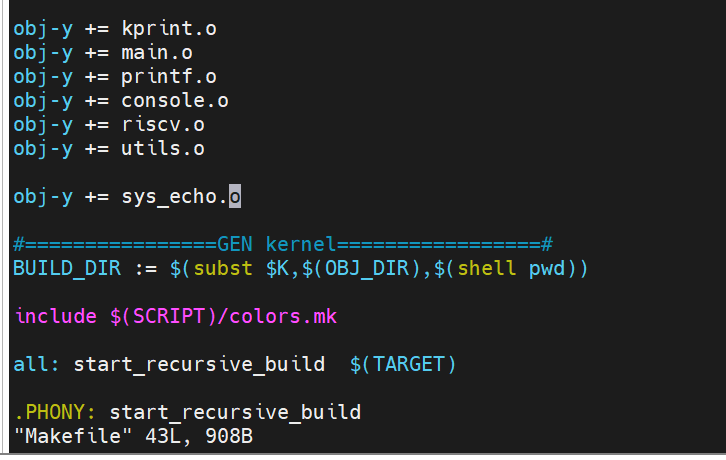 obj-y += kprint.o
obj-y += main.o
obj-y += printf.o
obj-y += console.o
obj-y += riscv.o
obj-y += utils.o
obj-y += sys_echo.o
#================GEN kernel=================#
BUILD_DIR := $(subst $K,$(OBJ_DIR),$(shell pwd))
include $(SCRIPT)/colors.mk
all: start_recursive_build  $(TARGET)
.PHONY: start_recursive_build
"Makefile" 43L, 908B